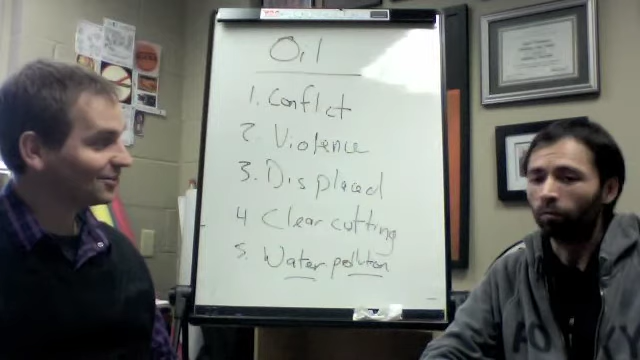 Oil
1. Conflict
2 Violence
3. Displaced
4 Clear cutting
5. Water pollution